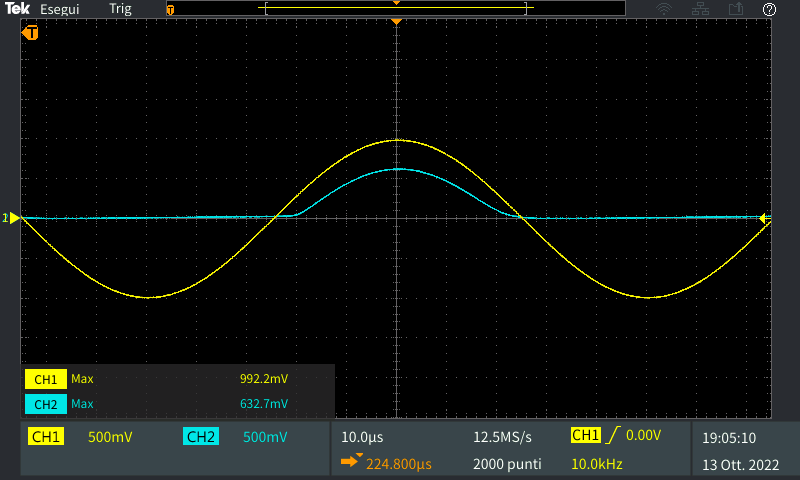 Tek Esegui Trig T ?
T
1
CH1 Max 992.2mV
CH2 Max 632.7mV
CH1 500mV CH2 500mV 10.0µs 12.5MS/s CH1 0.00V 19:05:10
224.800µs 2000 punti 10.0kHz 13 Ott. 2022